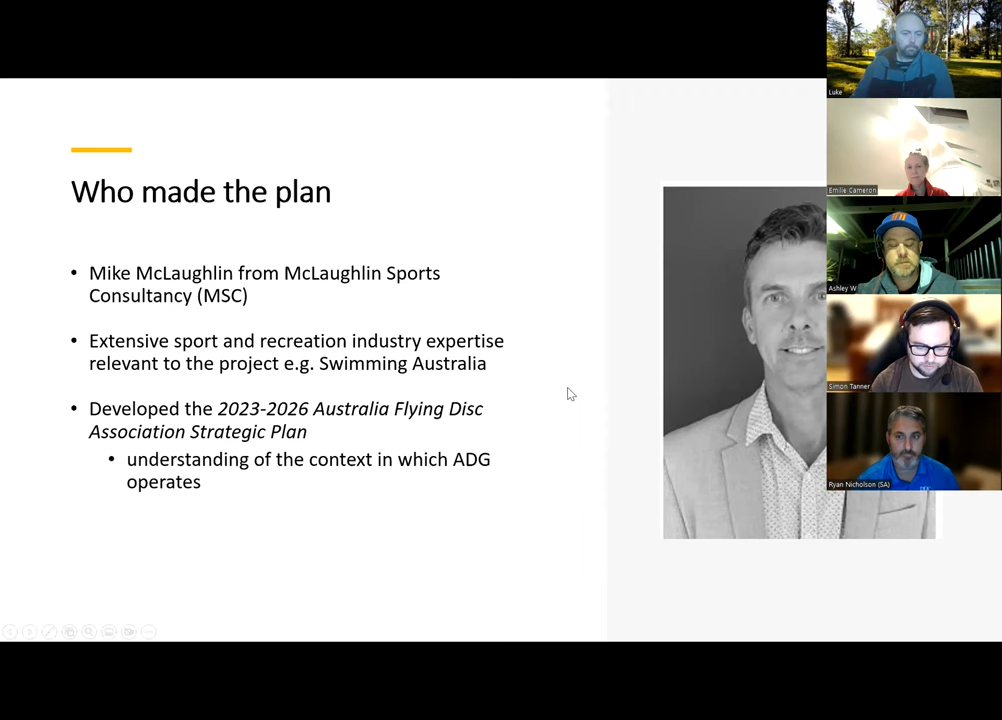 Who made the plan
• Mike McLaughlin from McLaughlin Sports
Consultancy (MSC)
• Extensive sport and recreation industry expertise
relevant to the project e.g. Swimming Australia
• Developed the 2023-2026 Australia Flying Disc
Association Strategic Plan
• understanding of the context in which ADG
operates
Luke
Emilie Cameron
Ashley W
Simon Tanner
Ryan Nicholson (SA)